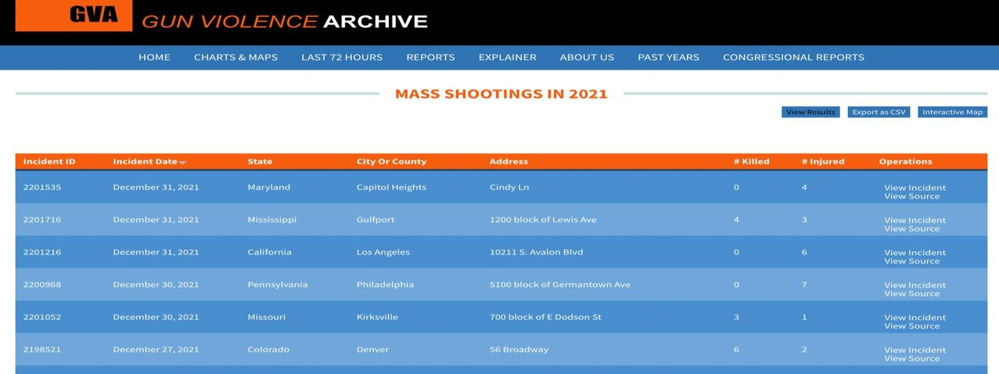 GVA GUN VIOLENCE ARCHIVE
HOME CHARTS & MAPS LAST 72 HOURS REPORTS EXPLAINER ABOUT US PAST YEARS CONGRESSIONAL REPORTS
MASS SHOOTINGS IN 2021
View Results Export as CSV Interactive Map
Incident ID Incident Date State City Or County Address # Killed # Injured Operations
2201535 December 31, 2021 Maryland Capitol Heights Cindy Ln 0 4 View Incident
View Source
2201716 December 31, 2021 Mississippi Gulfport 1200 block of Lewis Ave 4 3 View Incident
View Source
2201216 December 31, 2021 California Los Angeles 10211 S. Avalon Blvd 0 6 View Incident
View Source
2200968 December 30, 2021 Pennsylvania Philadelphia 5100 block of Germantown Ave 0 7 View Incident
View Source
2201052 December 30, 2021 Missouri Kirksville 700 block of E Dodson St 3 1 View Incident
View Source
2198521 December 27, 2021 Colorado Denver 56 Broadway 6 2 View Incident
View Source